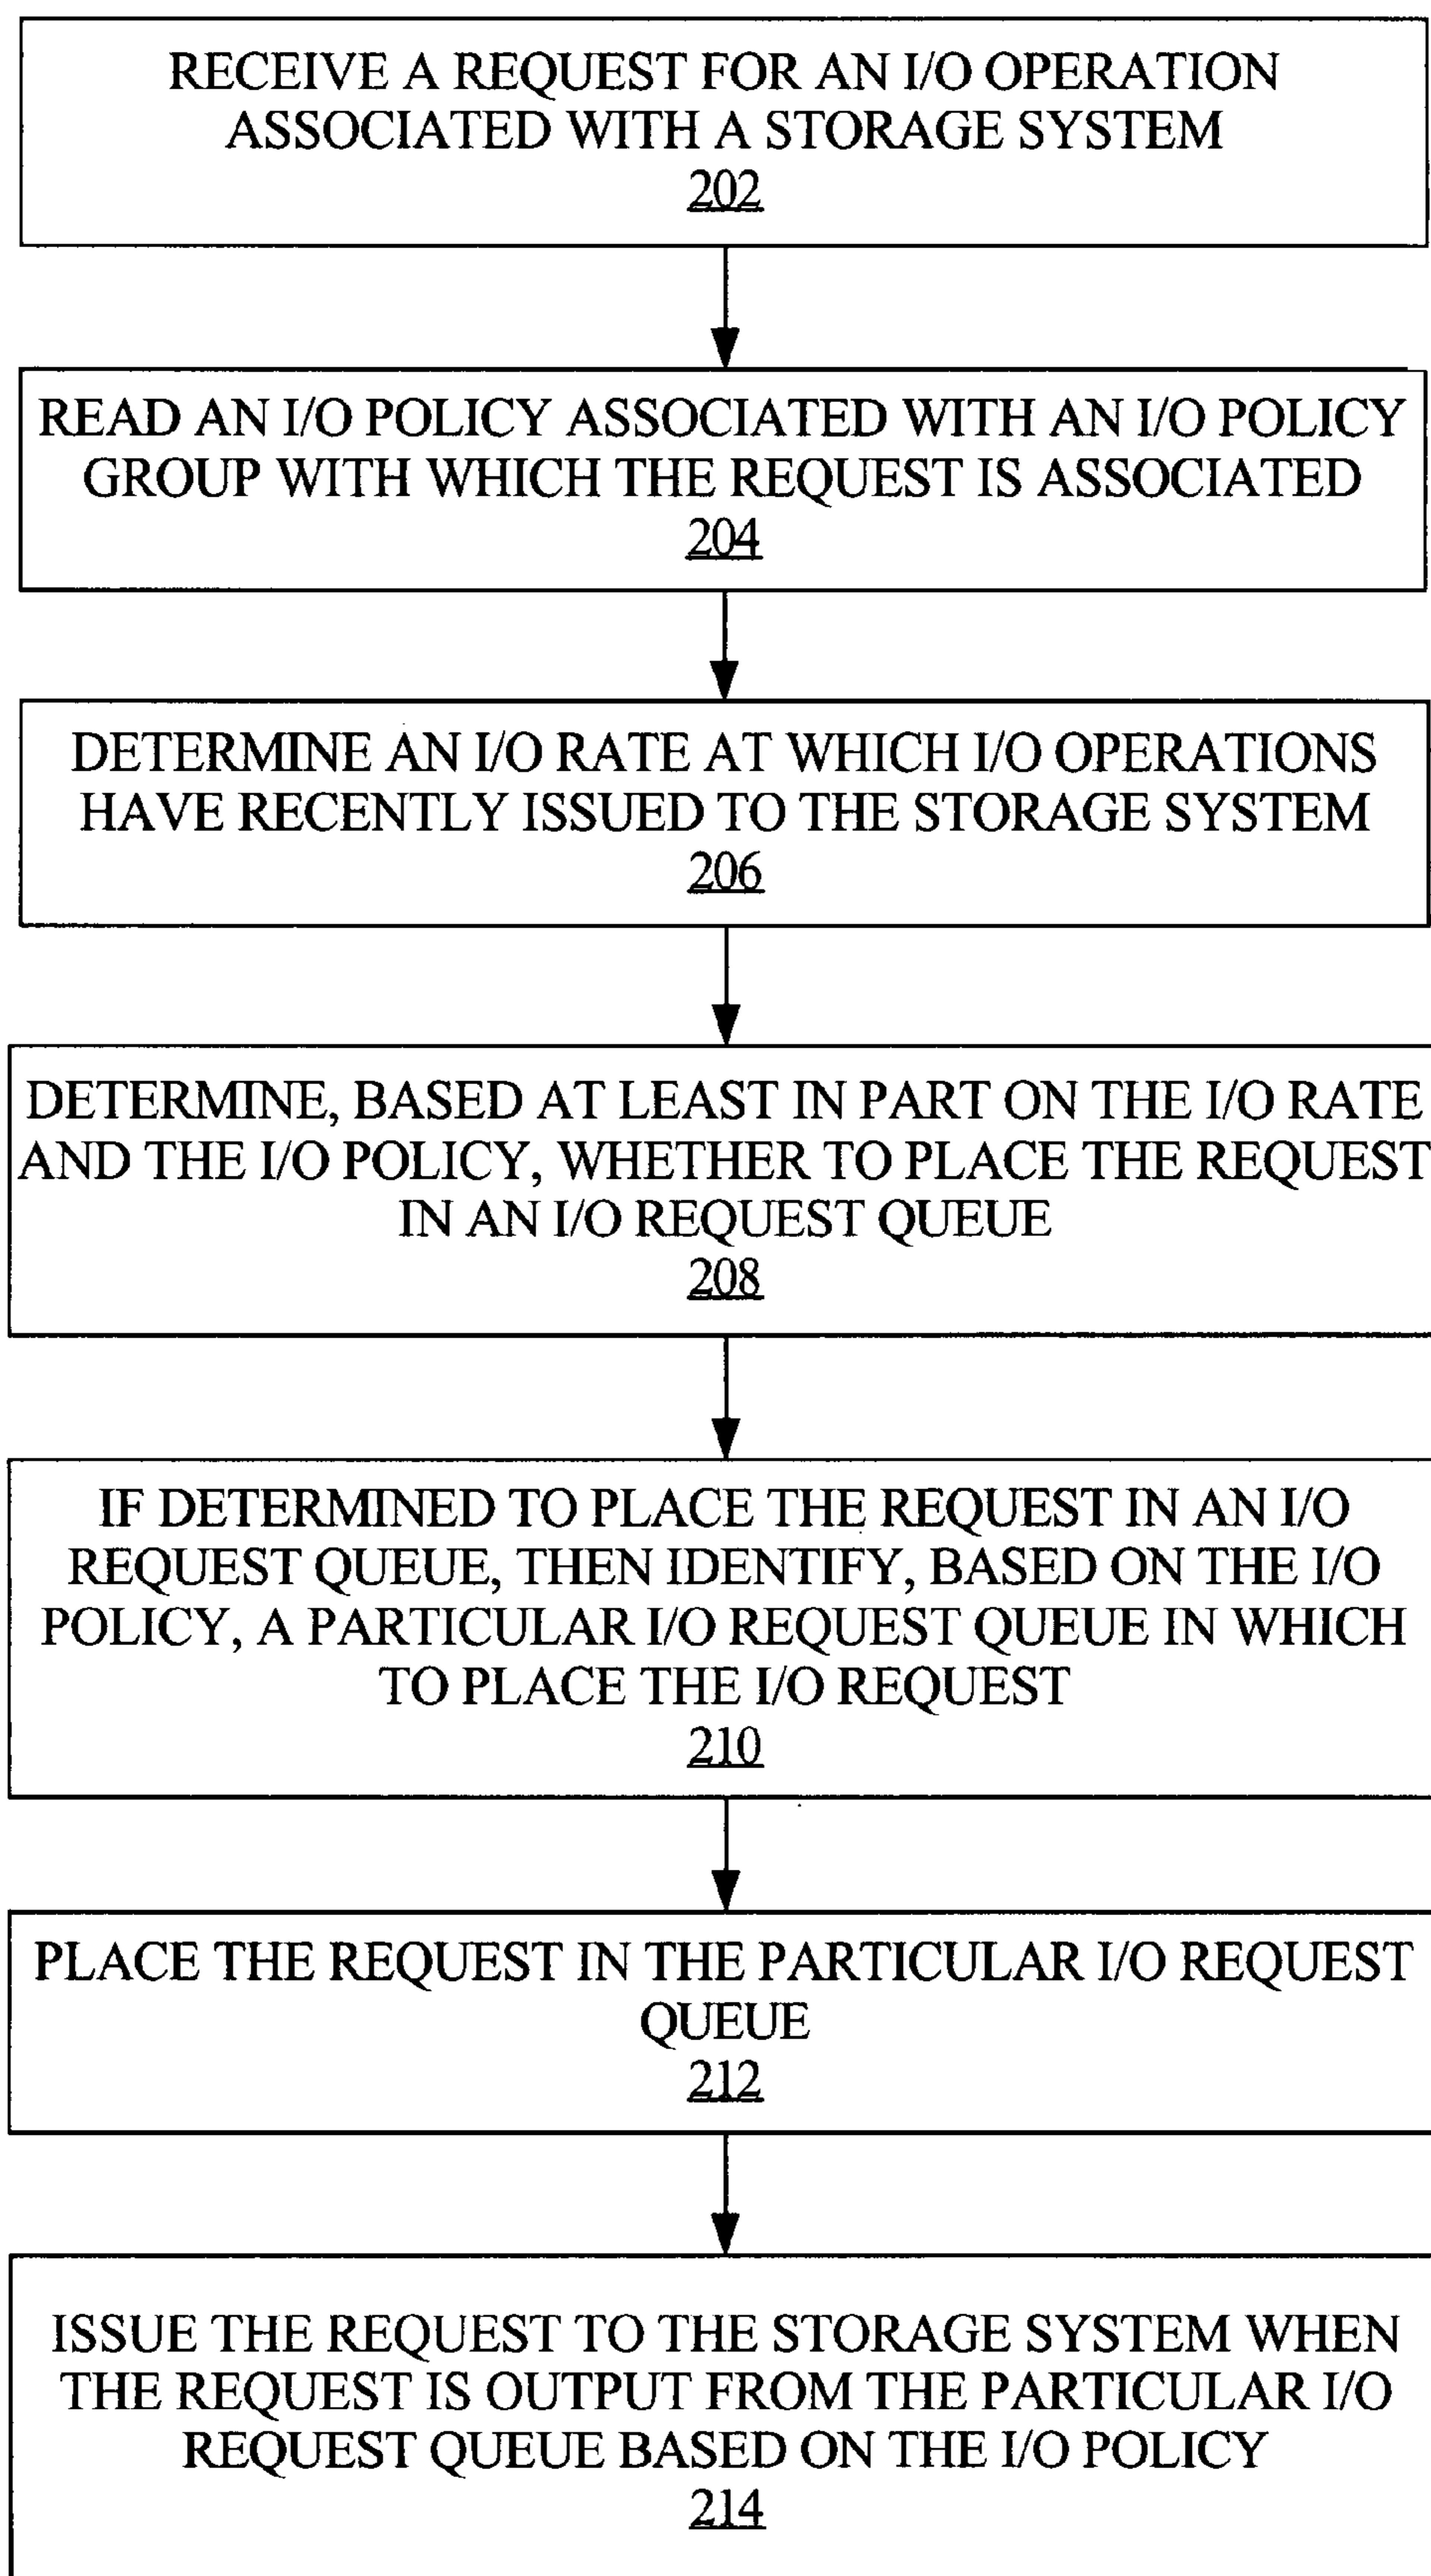 RECEIVE A REQUEST FOR AN I/O OPERATION
ASSOCIATED WITH A STORAGE SYSTEM
202
READ AN I/O POLICY ASSOCIATED WITH AN I/O POLICY
GROUP WITH WHICH THE REQUEST IS ASSOCIATED
204
DETERMINE AN I/O RATE AT WHICH I/O OPERATIONS
HAVE RECENTLY ISSUED TO THE STORAGE SYSTEM
206
DETERMINE, BASED AT LEAST IN PART ON THE I/O RATE
AND THE I/O POLICY, WHETHER TO PLACE THE REQUEST
IN AN I/O REQUEST QUEUE
208
IF DETERMINED TO PLACE THE REQUEST IN AN I/O
REQUEST QUEUE, THEN IDENTIFY, BASED ON THE I/O
POLICY, A PARTICULAR I/O REQUEST QUEUE IN WHICH
TO PLACE THE I/O REQUEST
210
PLACE THE REQUEST IN THE PARTICULAR I/O REQUEST
QUEUE
212
ISSUE THE REQUEST TO THE STORAGE SYSTEM WHEN
THE REQUEST IS OUTPUT FROM THE PARTICULAR I/O
REQUEST QUEUE BASED ON THE I/O POLICY
214